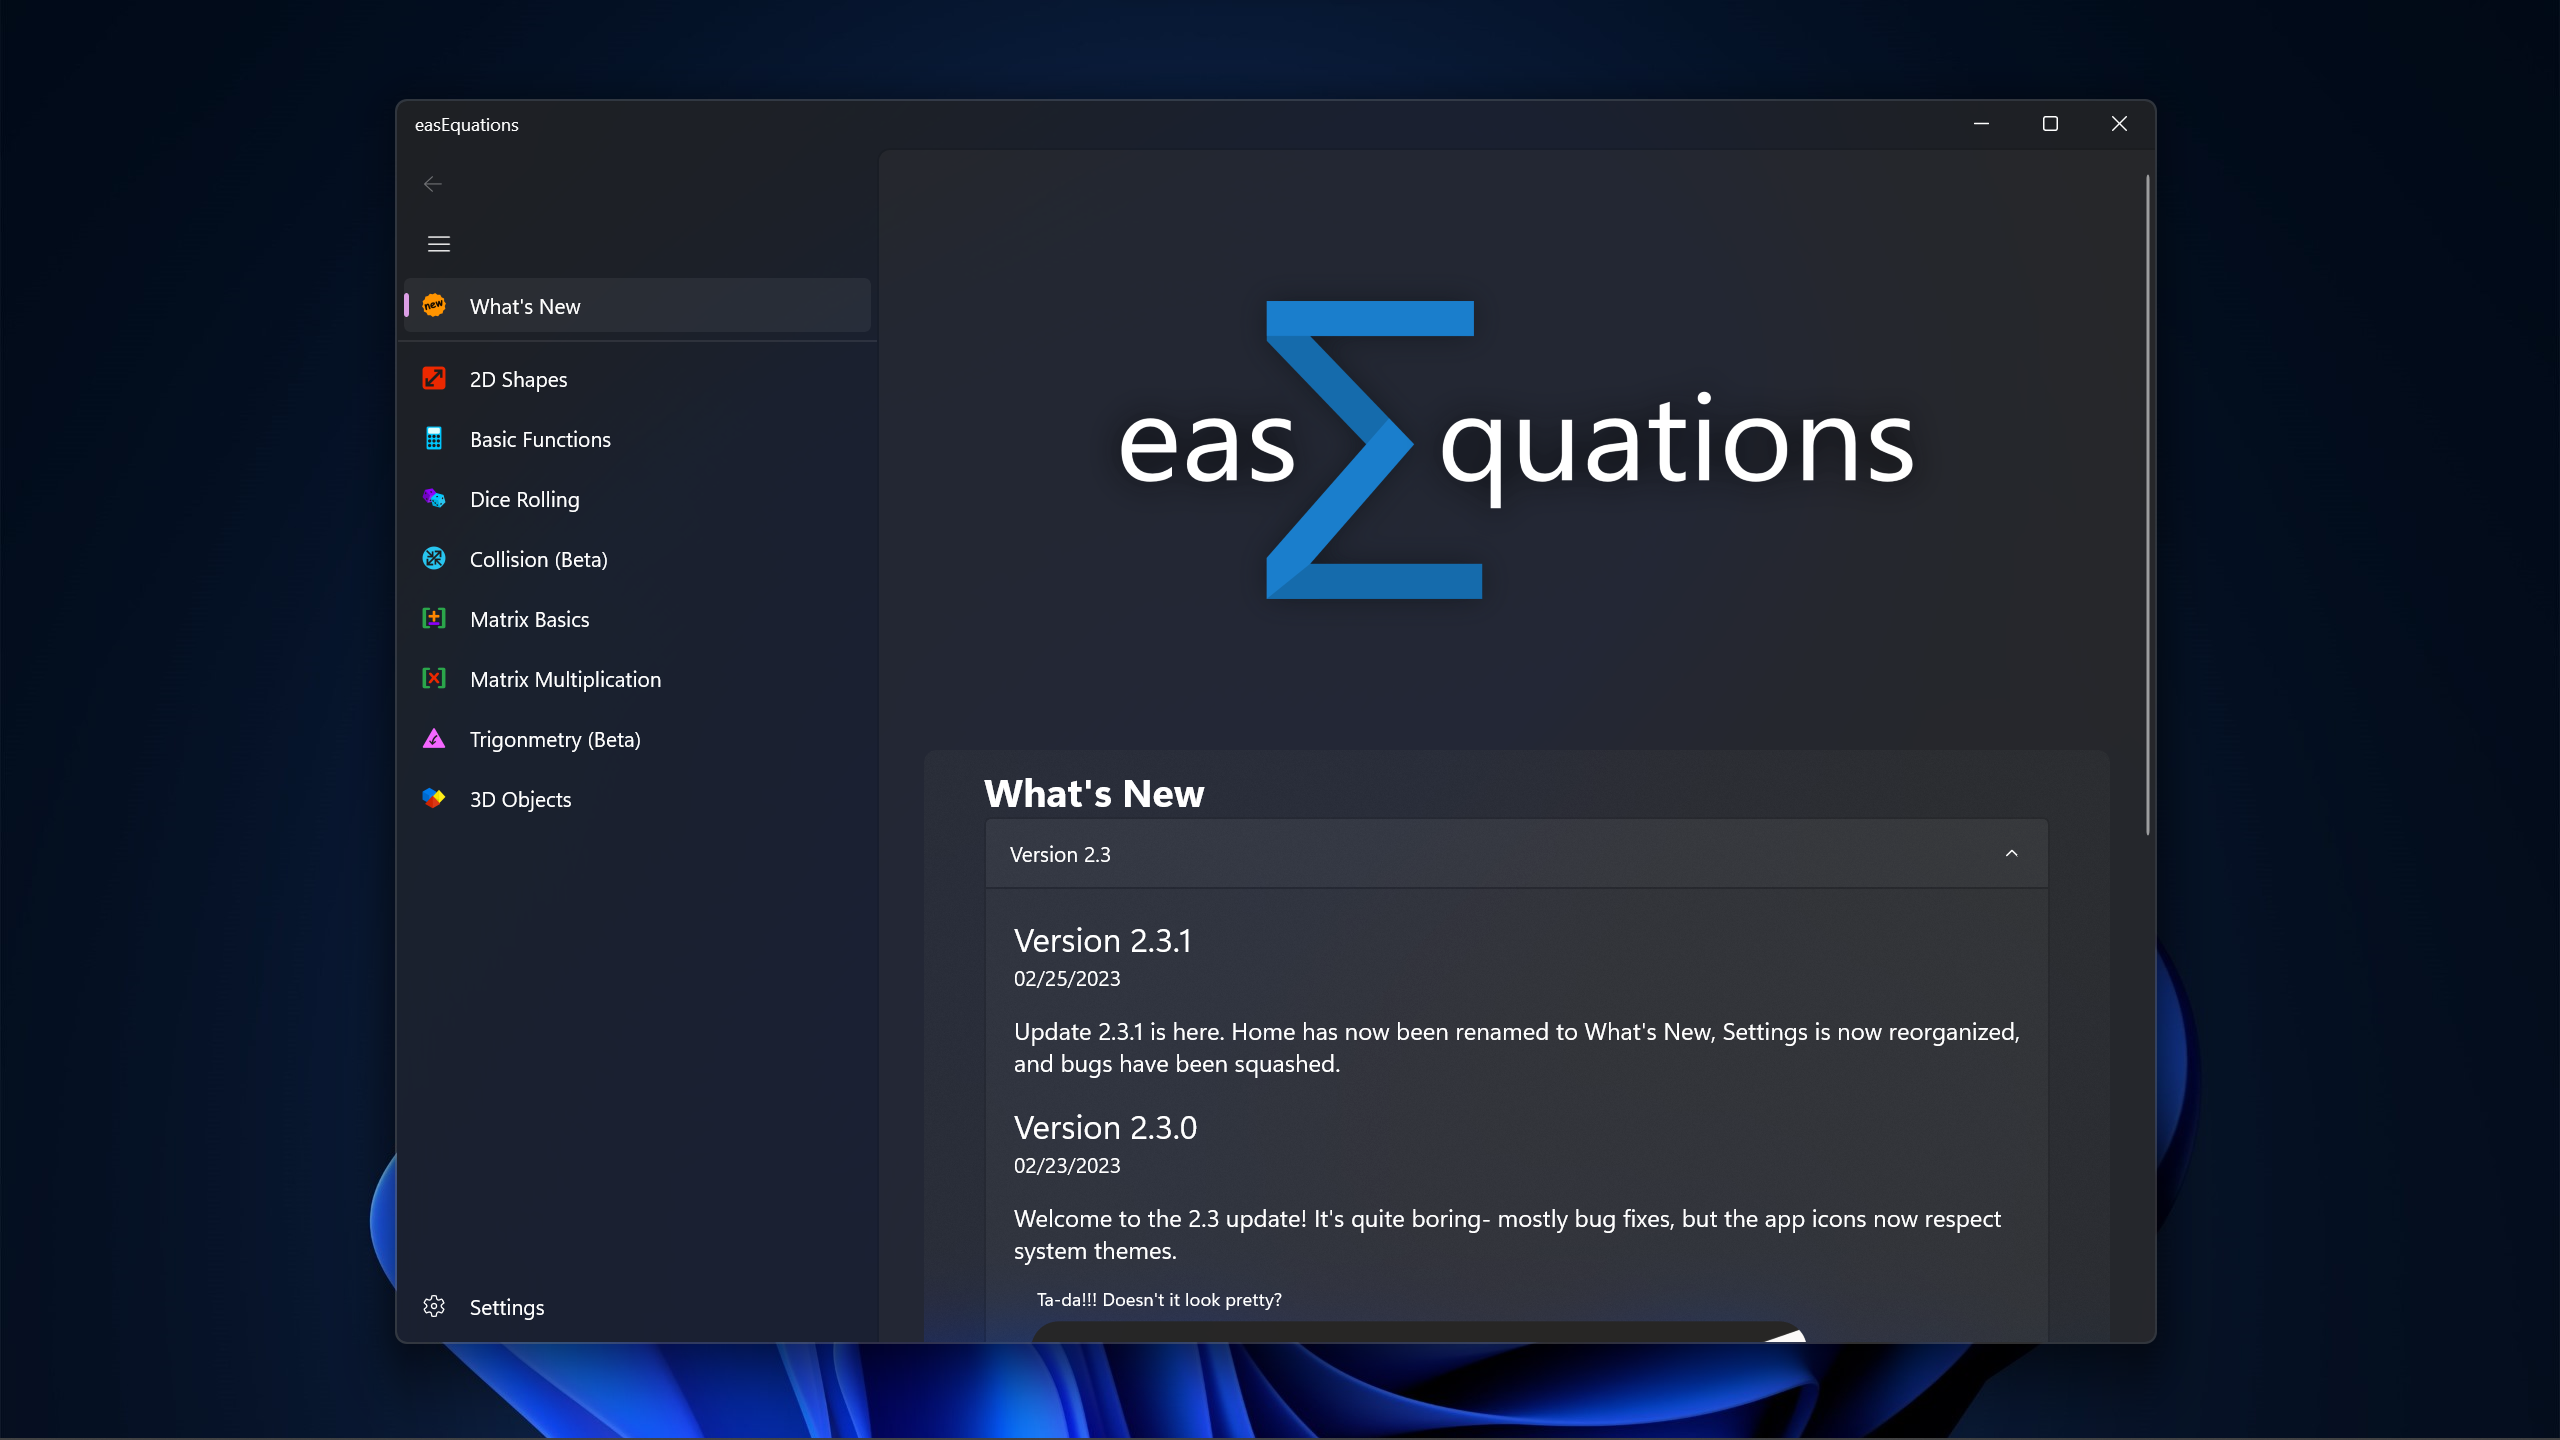 easEquations
new
What's New
2D Shapes
Basic Functions
Dice Rolling
Collision (Beta)
Matrix Basics
Matrix Multiplication
Trigonmetry (Beta)
3D Objects
Settings
easΣquations
What's New
Version 2.3
Version 2.3.1
02/25/2023
Update 2.3.1 is here. Home has now been renamed to What's New, Settings is now reorganized,
and bugs have been squashed.
Version 2.3.0
02/23/2023
Welcome to the 2.3 update! It's quite boring- mostly bug fixes, but the app icons now respect
system themes.
Ta-da!!! Doesn't it look pretty?